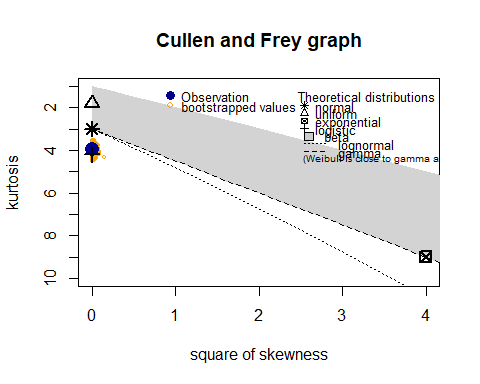 Cullen and Frey graph
Observation
bootstrapped values
Theoretical distributions
normal
uniform
exponential
logistic
beta
lognormal
gamma
(Weibull is close to gamma a
kurtosis
2
4
6
8
10
0
1
2
3
4
square of skewness